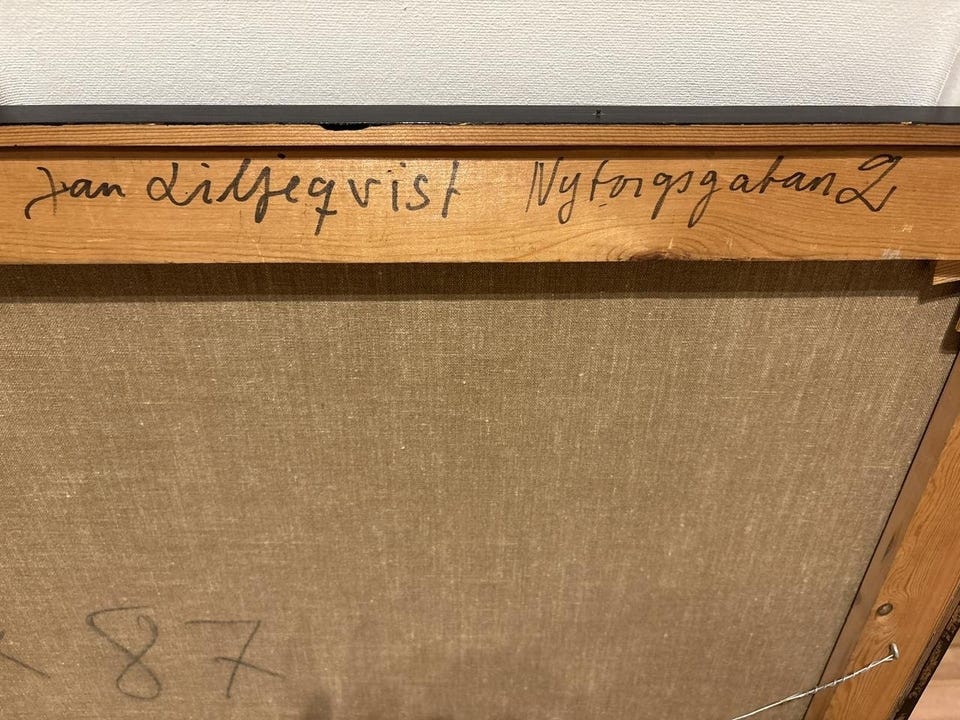 Jan Liljeqvist Nytorgsgatan 2
x 87